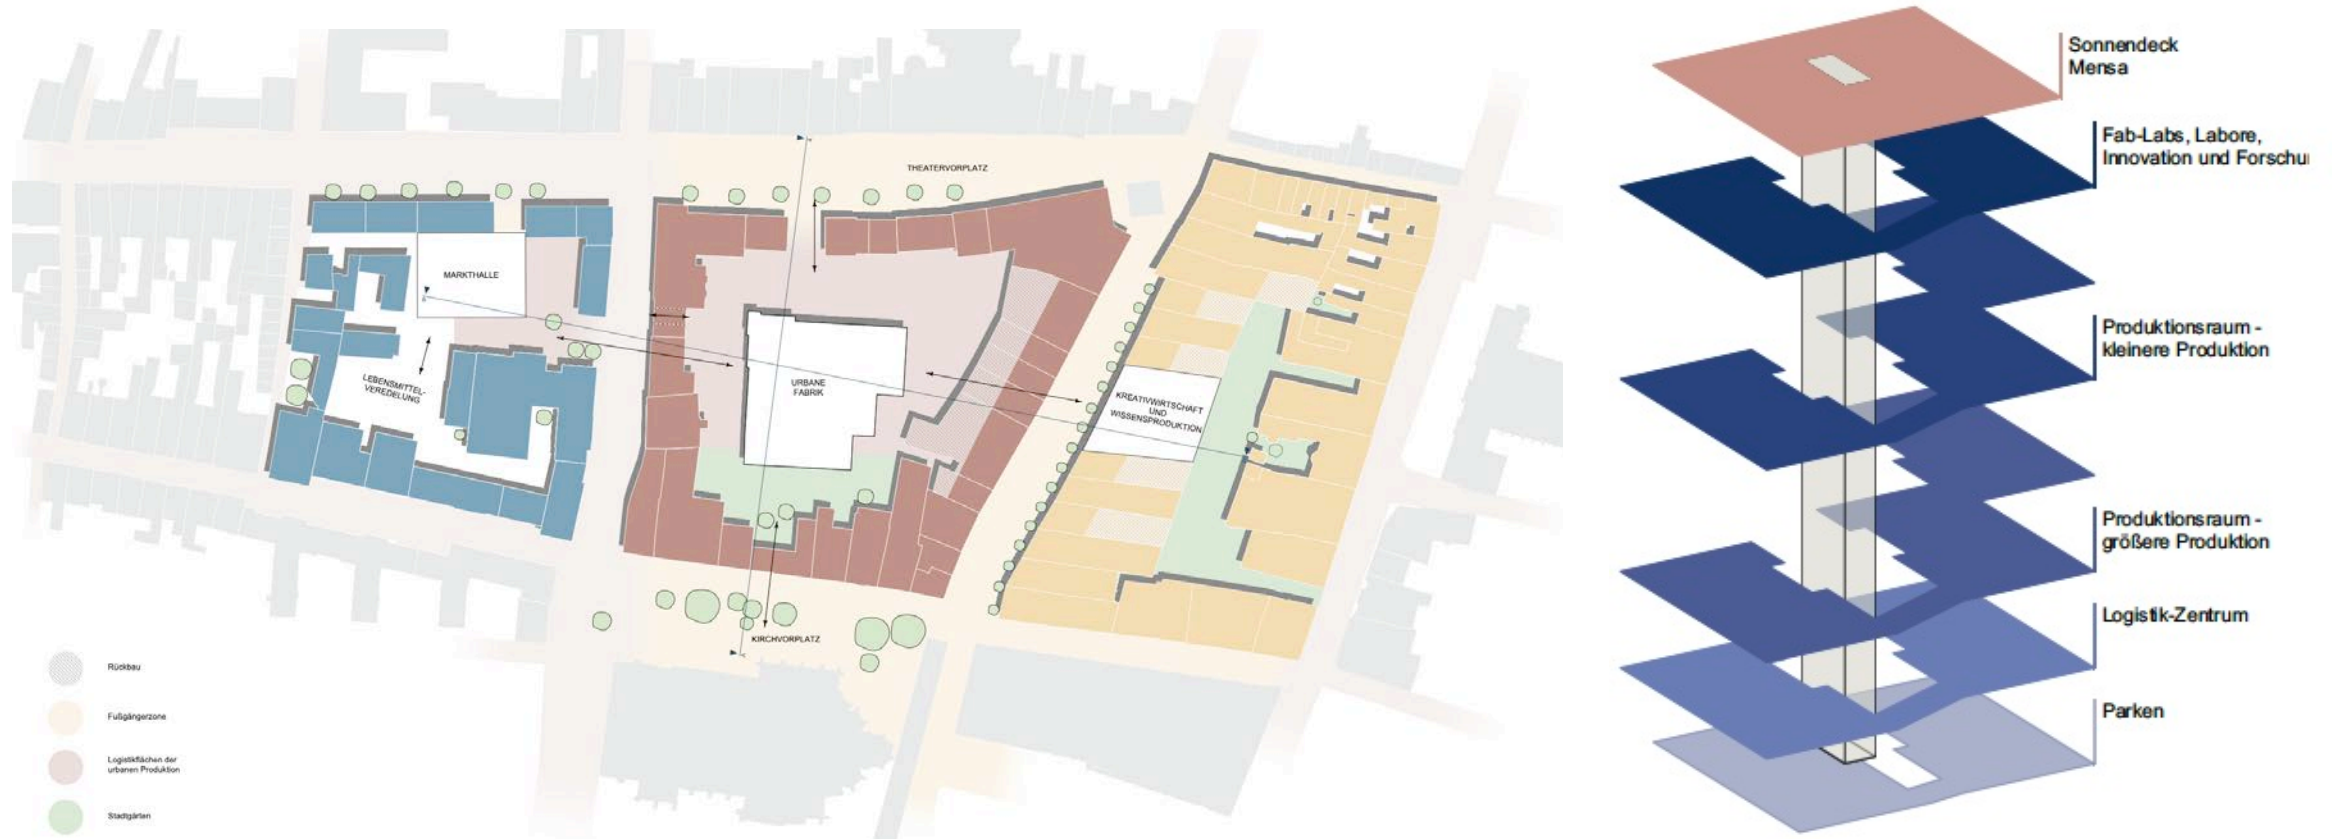 THEATERVORPLATZ
MARKTHALLE
LEBENSMITTEL-
VEREDELUNG
URBANE
FABRIK
KREATIVWIRTSCHAFT
UND
WISSENSPRODUKTION
KIRCHVORPLATZ
Rückbau
Fußgängerzone
Logistikflächen der
urbanen Produktion
Stadtgärten
Sonnendeck
Mensa
Fab-Labs, Labore,
Innovation und Forschu
Produktionsraum -
kleinere Produktion
Produktionsraum -
größere Produktion
Logistik-Zentrum
Parken